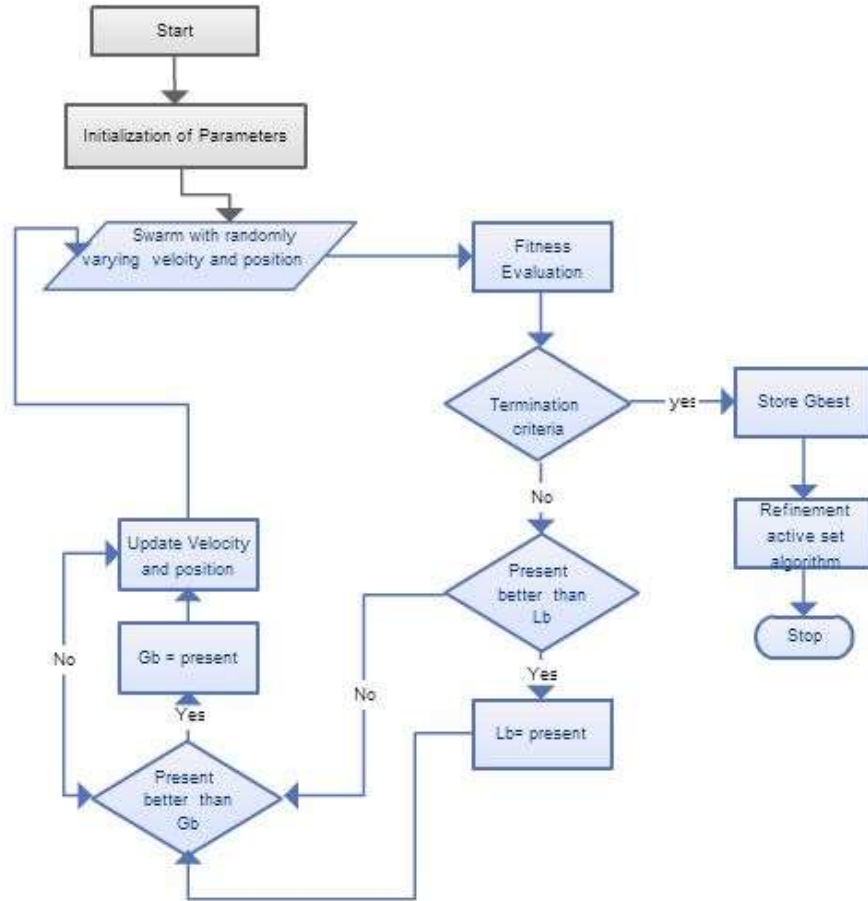 Start
Initialization of Parameters
Swarm with randomly
varying veloity and position
Fitness
Evaluation
Termination
criteria
yes
Store Gbest
No
Refinement
active set
algorithm
Update Velocity
and position
Present
better than
Lb
Stop
No
Gb = present
Yes
No
Lb= present
Yes
Present
better than
Gb